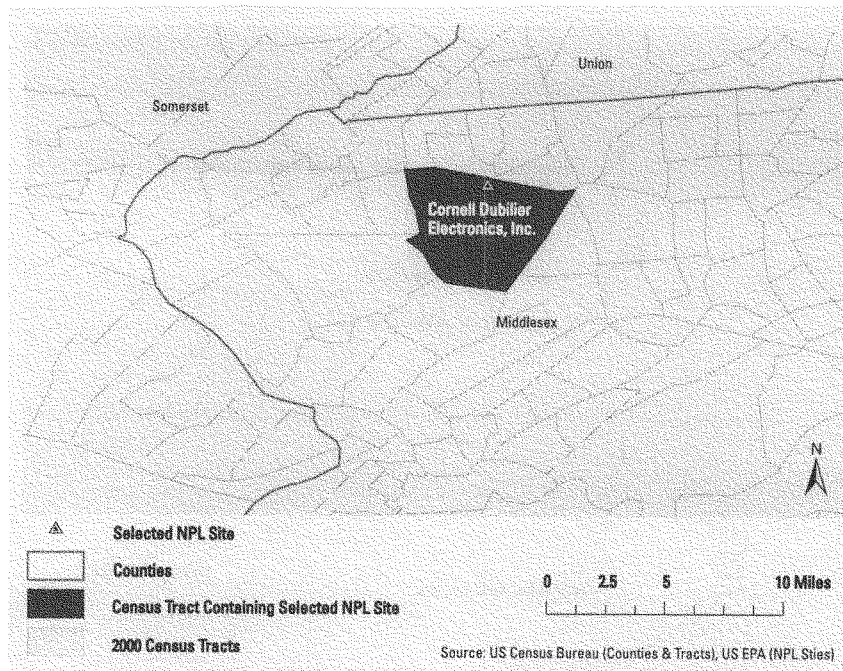 Union
Somerset
Cornell Dubilier
Electronics, Inc.
Middlesex
N
Selected NPL Site
Counties
Census Tract Containing Selected NPL Site
2000 Census Tracts
0 2.5 5 10 Miles
Source: US Census Bureau (Counties & Tracts), US EPA (NPL Sties)